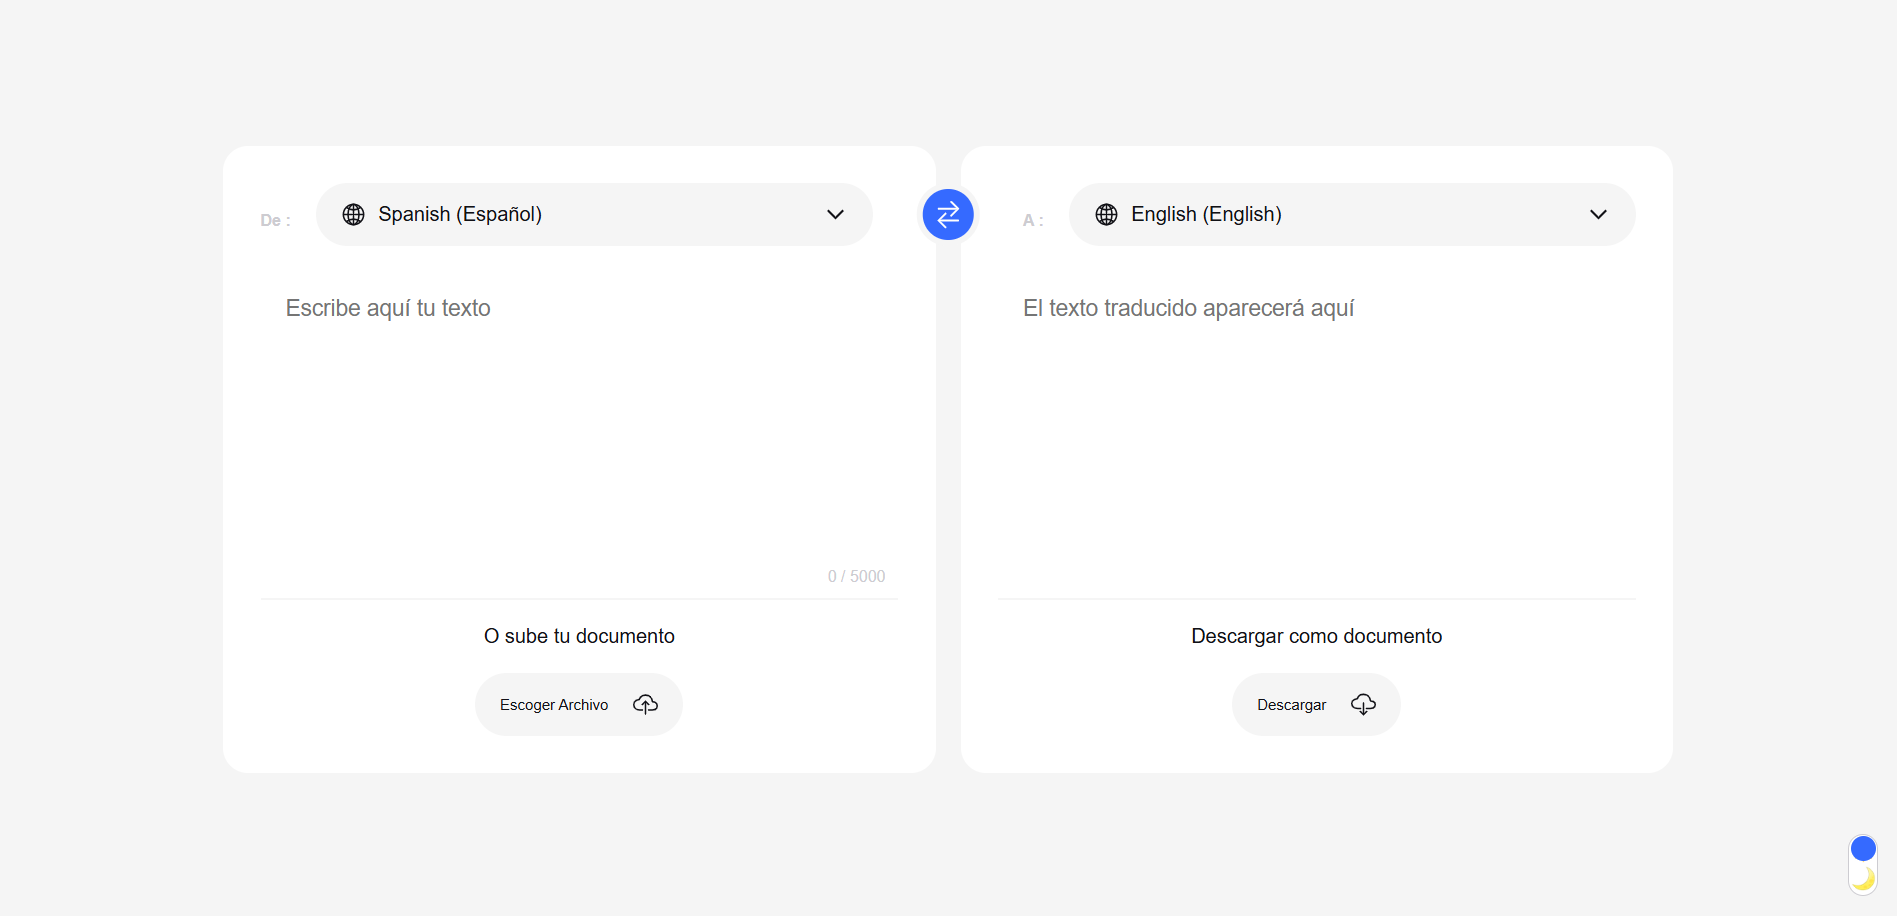 De :
Spanish (Español)
A :
English (English)
Escribe aquí tu texto
El texto traducido aparecerá aquí
0 / 5000
O sube tu documento
Descargar como documento
Escoger Archivo
Descargar